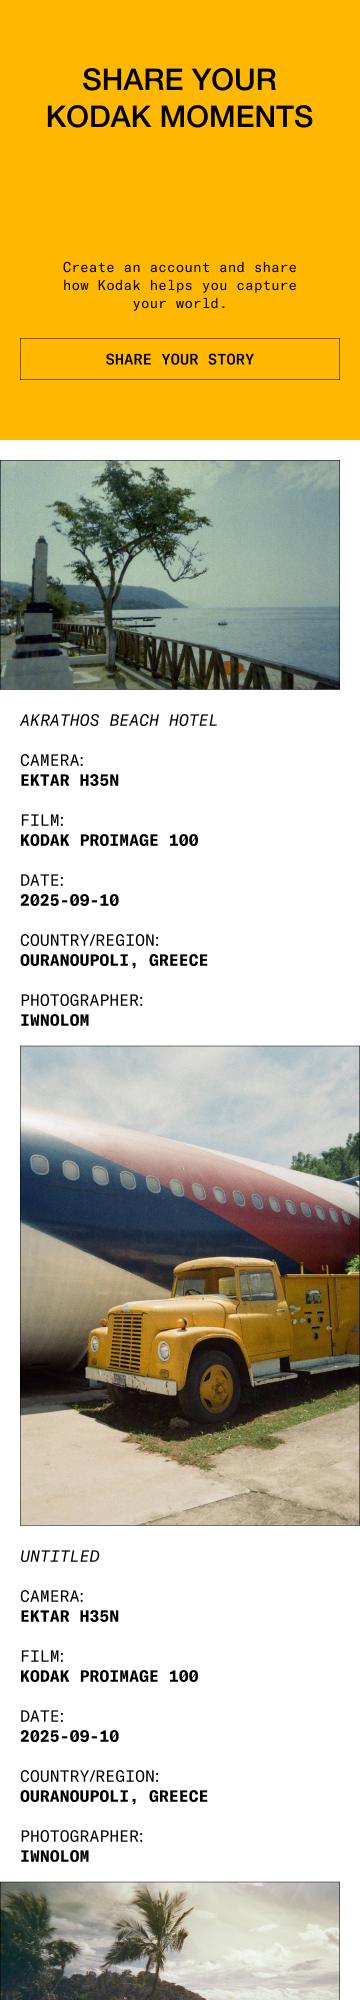 SHARE YOUR
KODAK MOMENTS
Create an account and share
how Kodak helps you capture
your world.
SHARE YOUR STORY
AKRATHOS BEACH HOTEL
CAMERA:
EKTAR H35N
FILM:
KODAK PROIMAGE 100
DATE:
2025-09-10
COUNTRY/REGION:
OURANOUPOLI, GREECE
PHOTOGRAPHER:
IWNOLOM
UNTITLED
CAMERA:
EKTAR H35N
FILM:
KODAK PROIMAGE 100
DATE:
2025-09-10
COUNTRY/REGION:
OURANOUPOLI, GREECE
PHOTOGRAPHER:
IWNOLOM